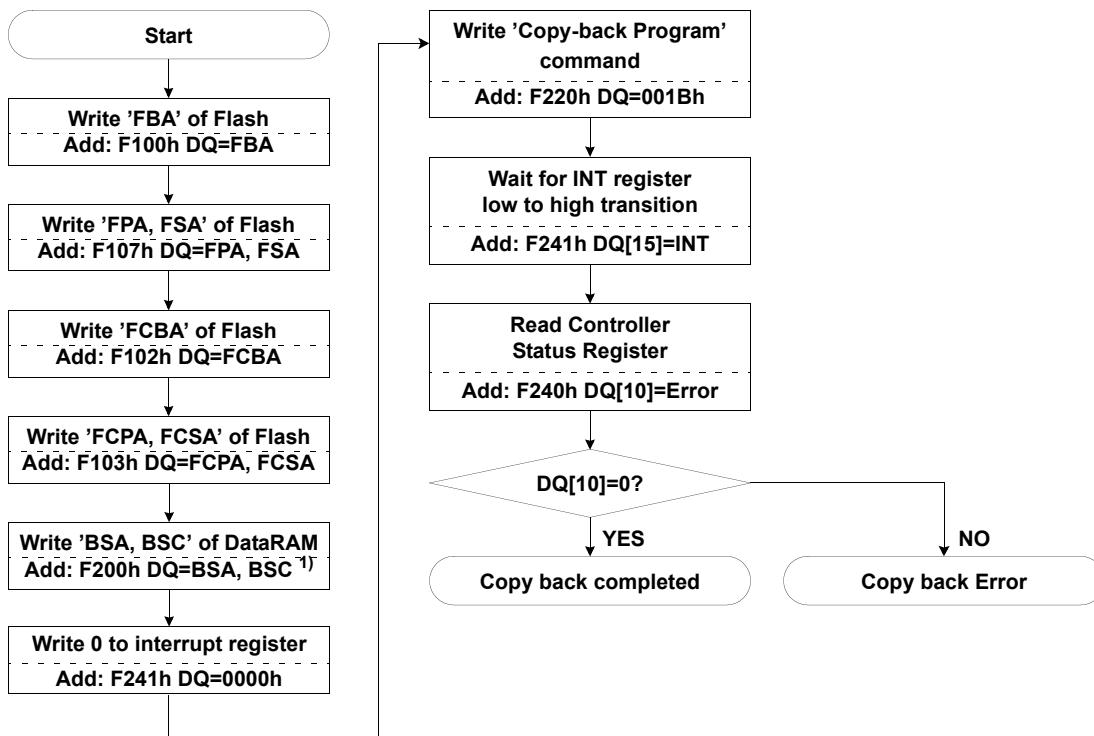 Start
Write ’FBA’ of Flash
Add: F100h DQ=FBA
Write ’FPA, FSA’ of Flash
Add: F107h DQ=FPA, FSA
Write ’FCBA’ of Flash
Add: F102h DQ=FCBA
Write ’FCPA, FCSA’ of Flash
Add: F103h DQ=FCPA, FCSA
Write ’BSA, BSC’ of DataRAM
Add: F200h DQ=BSA, BSC 1)
Write 0 to interrupt register
Add: F241h DQ=0000h
Write ’Copy-back Program’
command
Add: F220h DQ=001Bh
Wait for INT register
low to high transition
Add: F241h DQ[15]=INT
Read Controller
Status Register
Add: F240h DQ[10]=Error
DQ[10]=0?
YES
NO
Copy back completed
Copy back Error